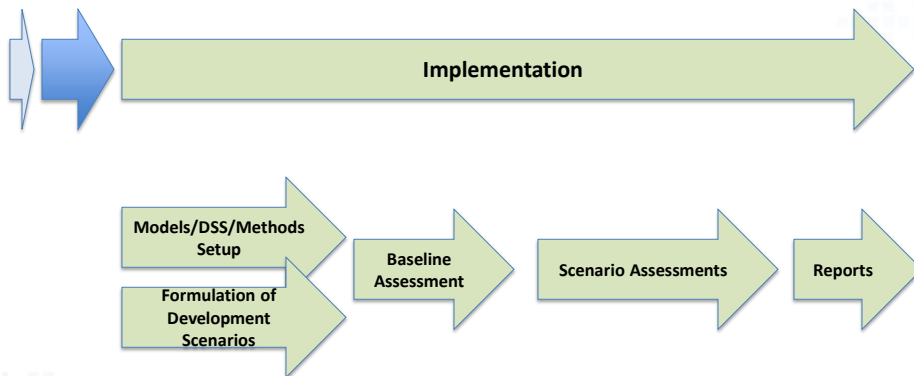 Implementation
Models/DSS/Methods
Setup
Formulation of
Development
Scenarios
Baseline
Assessment
Scenario Assessments
Reports